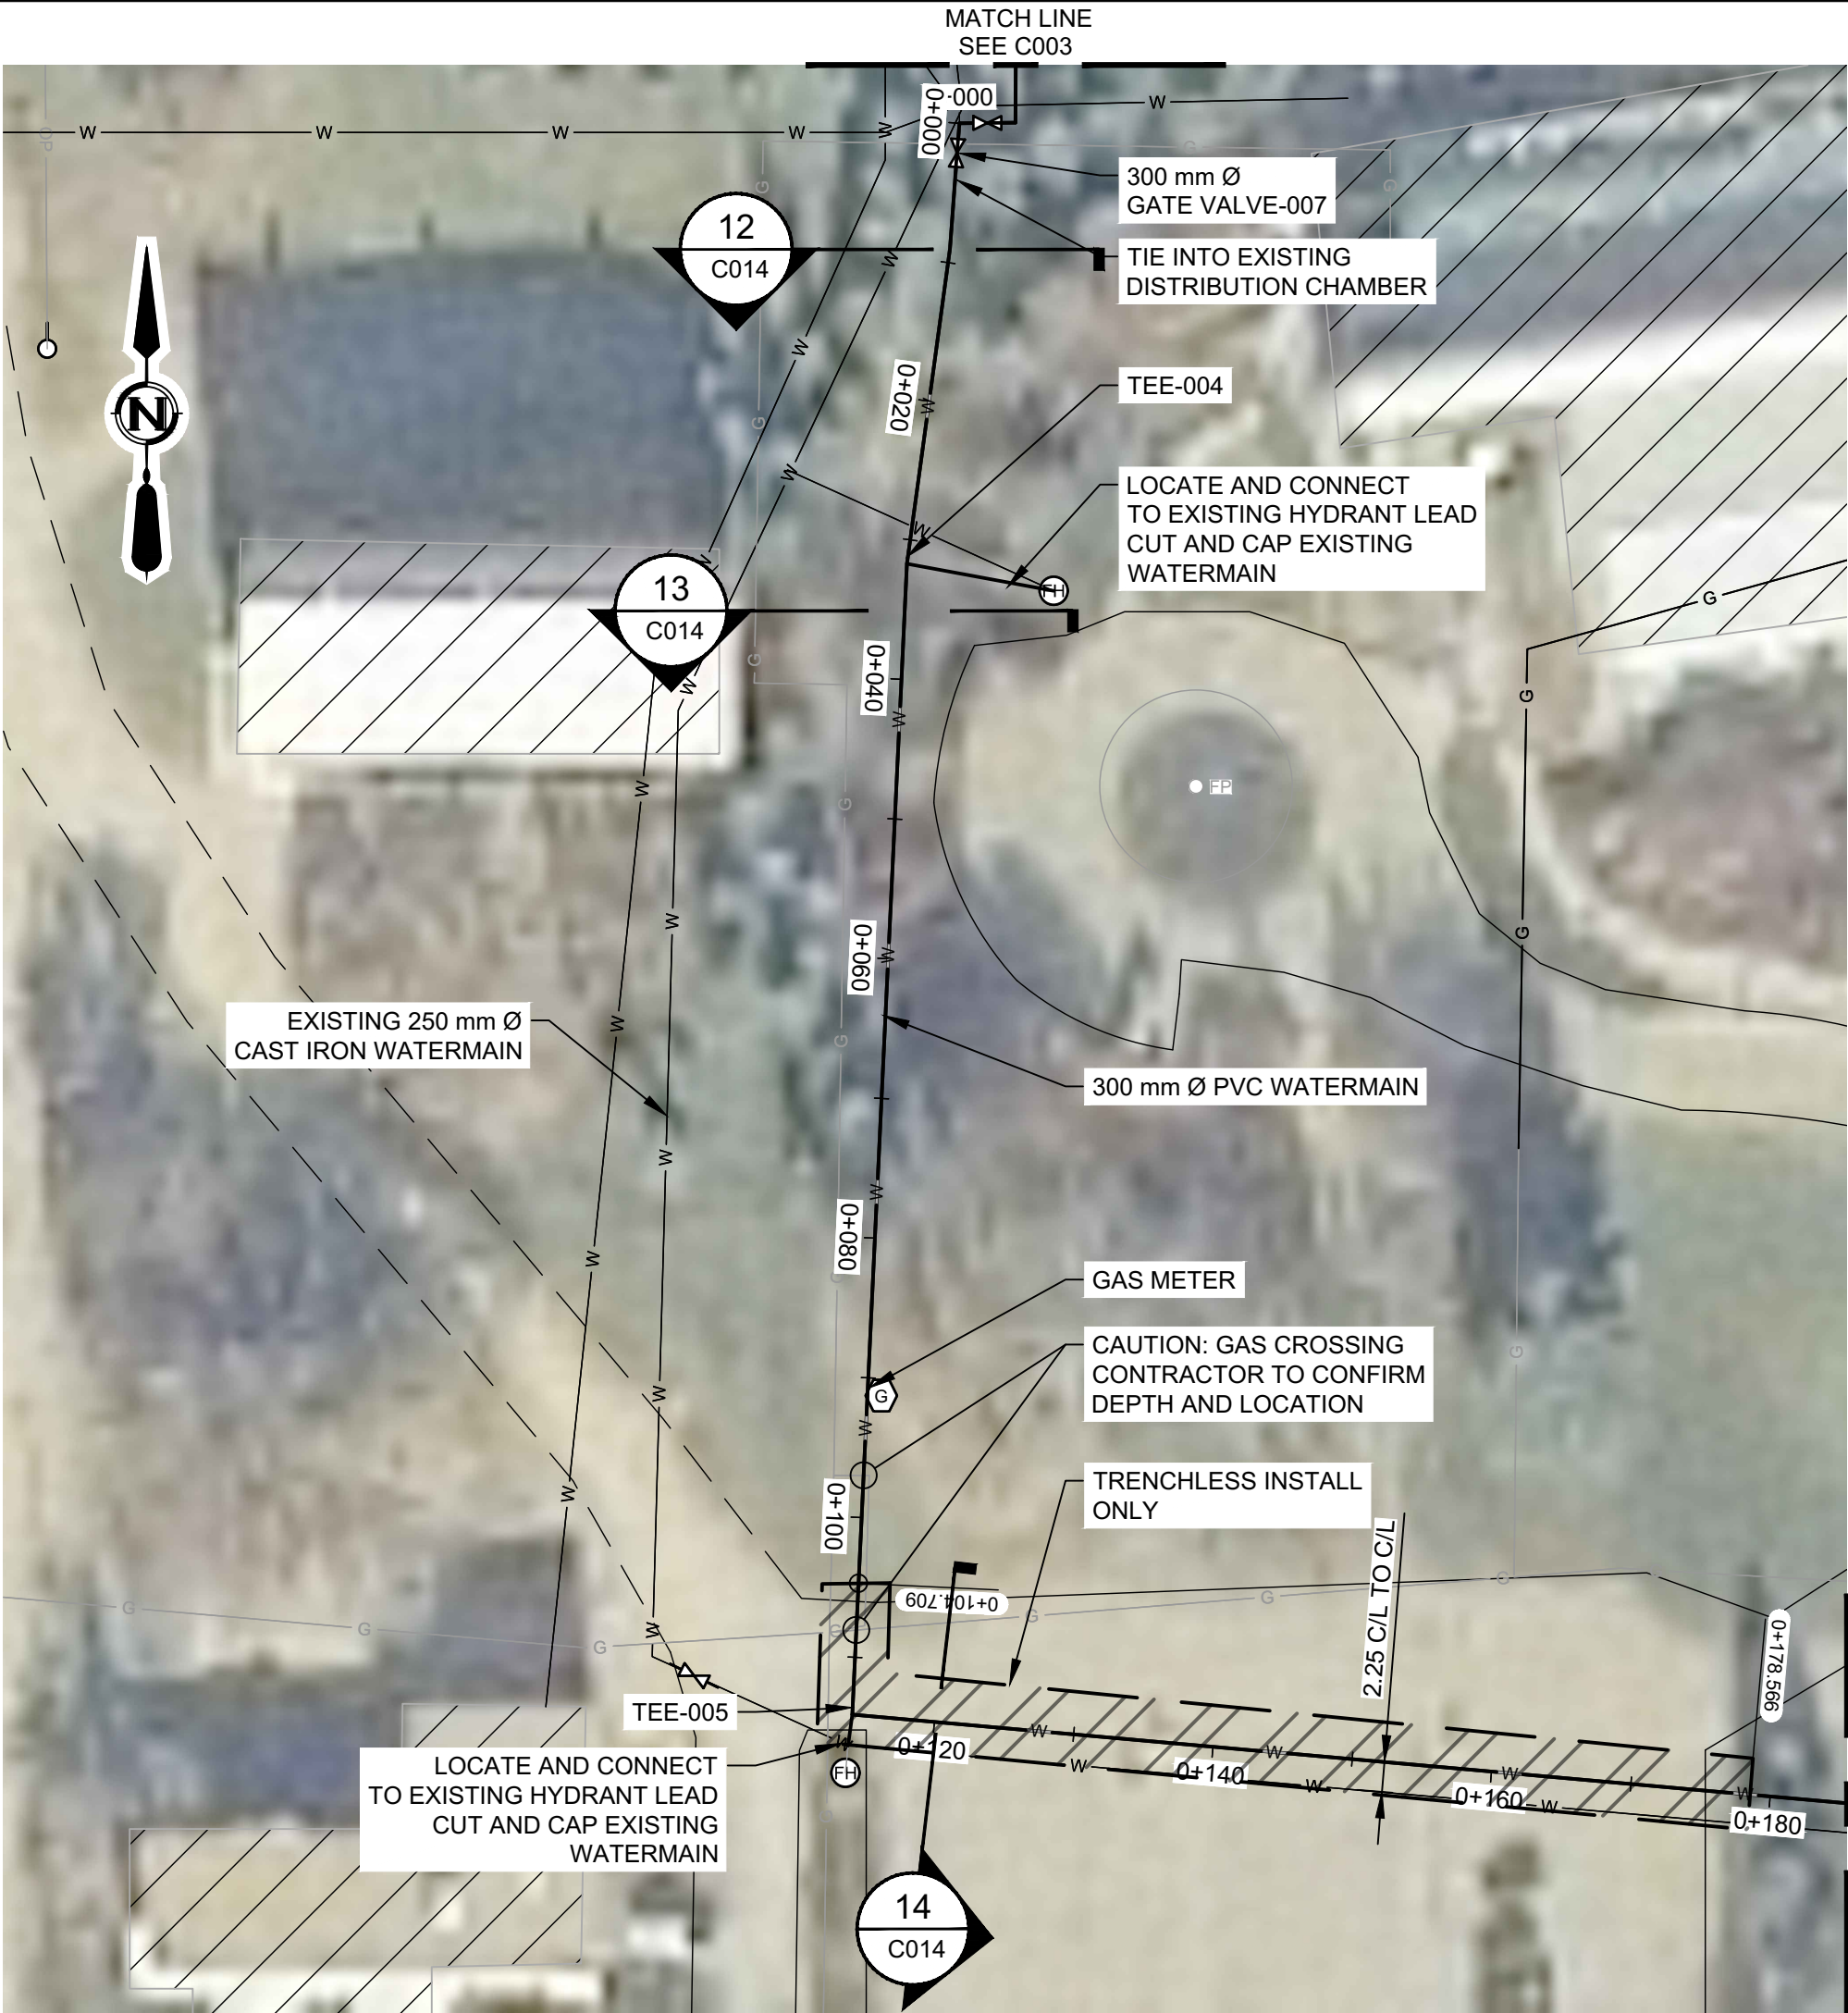 MATCH LINE
SEE C003
0+000
-000
W W W W W W
300 mm Ø
GATE VALVE-007
12
C014
TIE INTO EXISTING
DISTRIBUTION CHAMBER
N
0+020
TEE-004
LOCATE AND CONNECT
TO EXISTING HYDRANT LEAD
CUT AND CAP EXISTING
WATERMAIN
FH
13
C014
0+040
FP
G
0+060
EXISTING 250 mm Ø
CAST IRON WATERMAIN
300 mm Ø PVC WATERMAIN
0+080
GAS METER
G
CAUTION: GAS CROSSING
CONTRACTOR TO CONFIRM
DEPTH AND LOCATION
TRENCHLESS INSTALL
ONLY
0+100
2.25 C/L TO C/L
0+104.709
0+178.566
TEE-005
LOCATE AND CONNECT
TO EXISTING HYDRANT LEAD
CUT AND CAP EXISTING
WATERMAIN
FH
0+120
0+140
0+160
0+180
14
C014